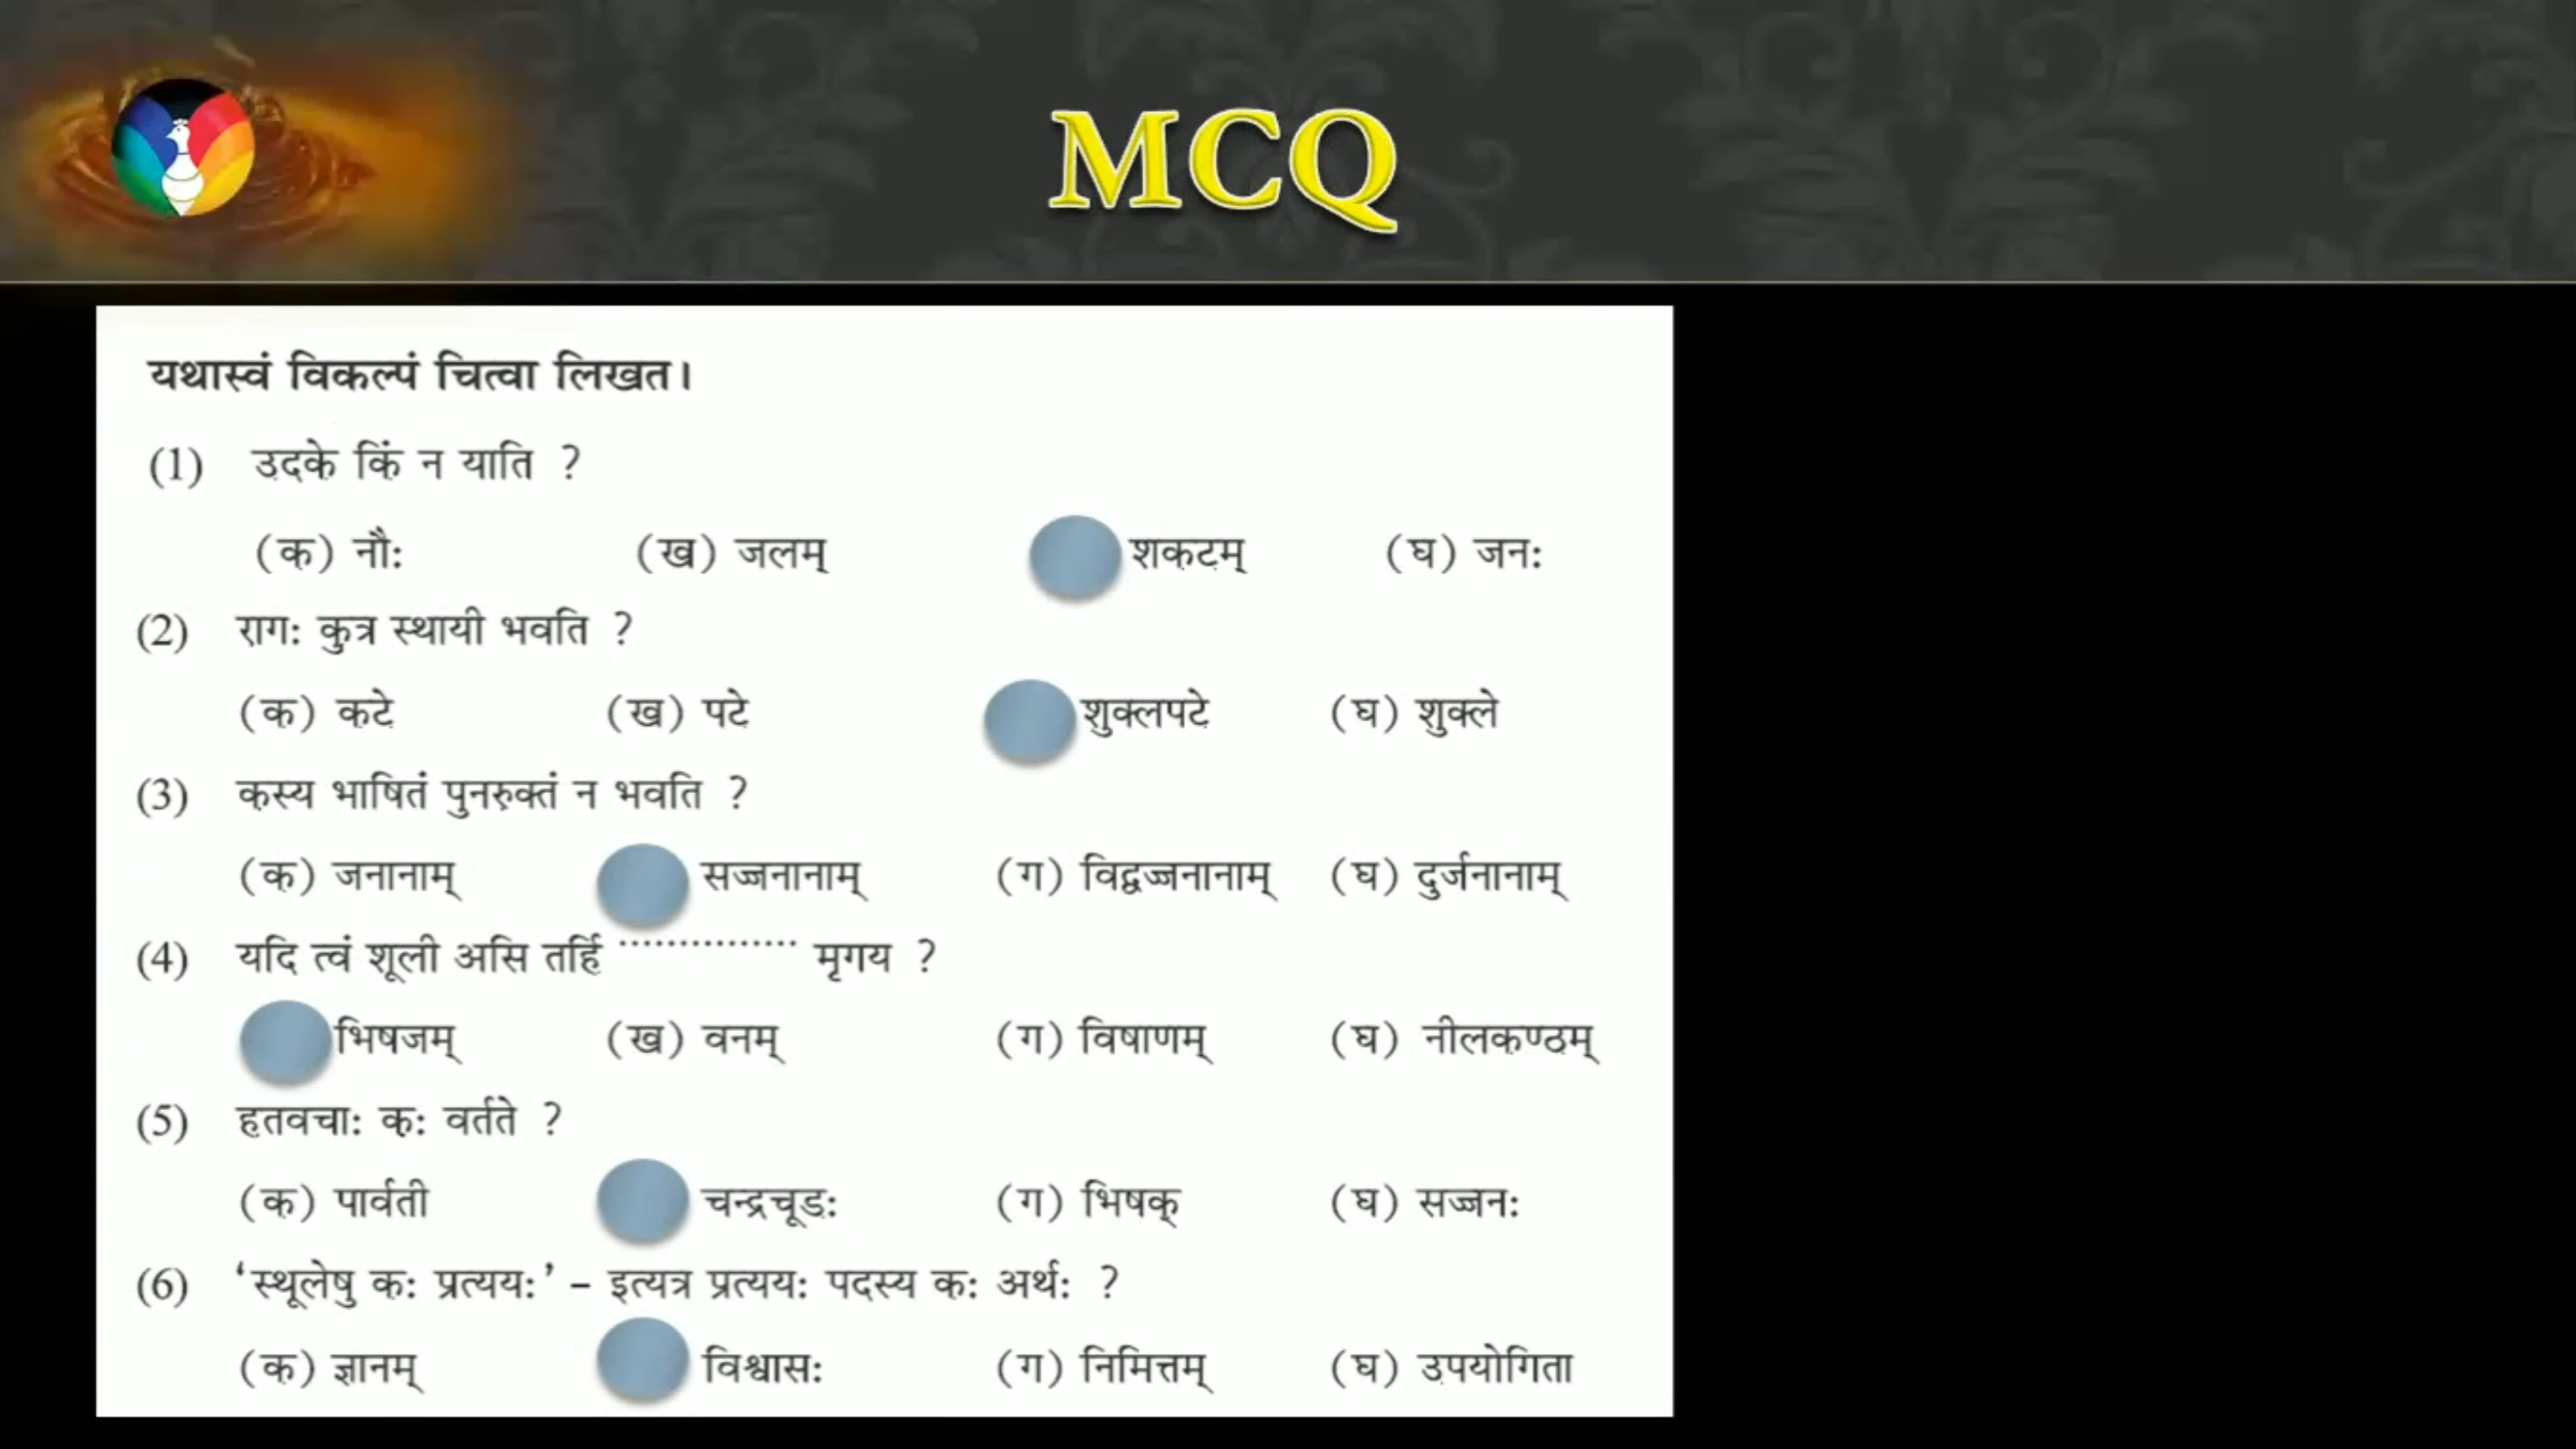 MCQ
यथास्वं विकल्पं चित्वा लिखत।
(1) उदके किं न याति ?
(क) नौः (ख) जलम् शकटम् (घ) जनः
(2) रागः कुत्र स्थायी भवति ?
(क) कटे (ख) पटे शुक्लपटे (घ) शुक्ले
(3) कस्य भाषितं पुनरुक्तं न भवति ?
(क) जनानाम् सज्जनानाम् (ग) विद्वज्जनानाम् (घ) दुर्जनानाम्
(4) यदि त्वं शूली असि तर्हि ............... मृगय ?
भिषजम् (ख) वनम् (ग) विषाणम् (घ) नीलकण्ठम्
(5) हृतवचाः कः वर्तते ?
(क) पार्वती चन्द्रचूडः (ग) भिषक् (घ) सज्जनः
(6) ‘स्थूलेषु कः प्रत्ययः’ – इत्यत्र प्रत्ययः पदस्य कः अर्थः ?
(क) ज्ञानम् विश्वासः (ग) निमित्तम् (घ) उपयोगिता